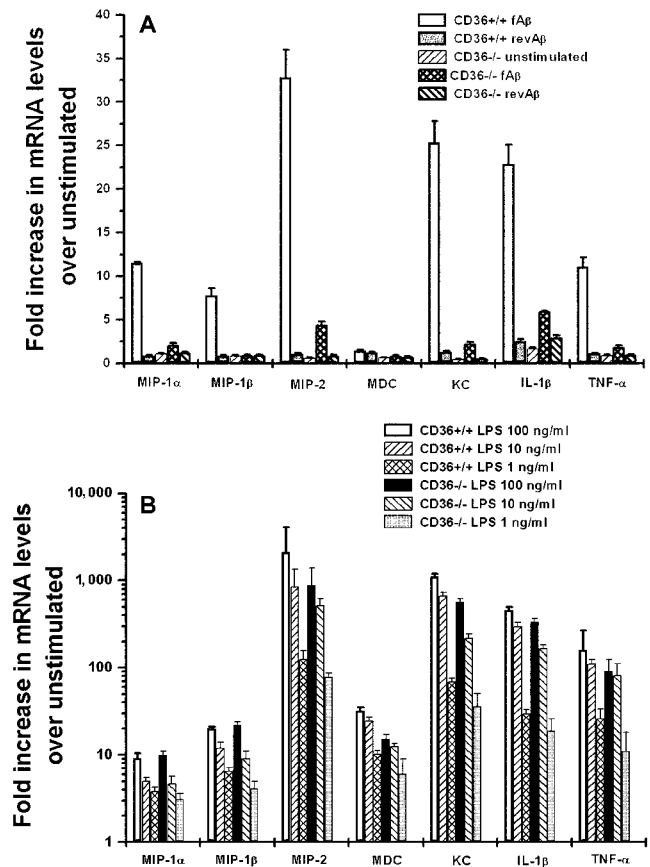 A
CD36+/+ fAβ
CD36+/+ revAβ
CD36-/- unstimulated
CD36-/- fAβ
CD36-/- revAβ
Fold increase in mRNA levels
over unstimulated
40
35
30
25
20
15
10
5
0
MIP-1α MIP-1β MIP-2 MDC KC IL-1β TNF-α
CD36+/+ LPS 100 ng/ml
CD36+/+ LPS 10 ng/ml
CD36+/+ LPS 1 ng/ml
CD36-/- LPS 100 ng/ml
CD36-/- LPS 10 ng/ml
CD36-/- LPS 1 ng/ml
B
Fold increase in mRNA levels
over unstimulated
10,000
1,000
100
10
1
MIP-1α MIP-1β MIP-2 MDC KC IL-1β TNF-α